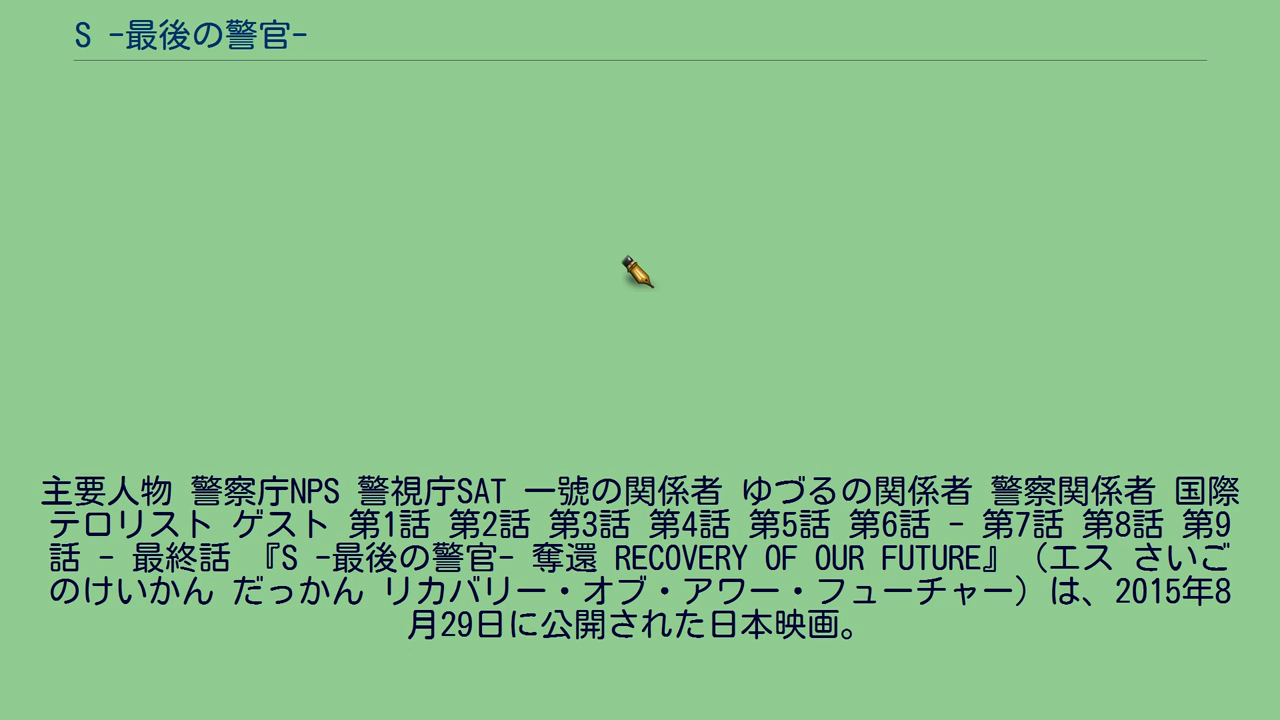 S -最後の警官-
主要人物 警察庁NPS 警視庁SAT 一號の関係者 ゆづるの関係者 警察関係者 国際
テロリスト ゲスト 第1話 第2話 第3話 第4話 第5話 第6話 - 第7話 第8話 第9
話 - 最終話 『S -最後の警官- 奪還 RECOVERY OF OUR FUTURE』（エス さいご
のけいかん だっかん リカバリー・オブ・アワー・フューチャー）は、2015年8
月29日に公開された日本映画。